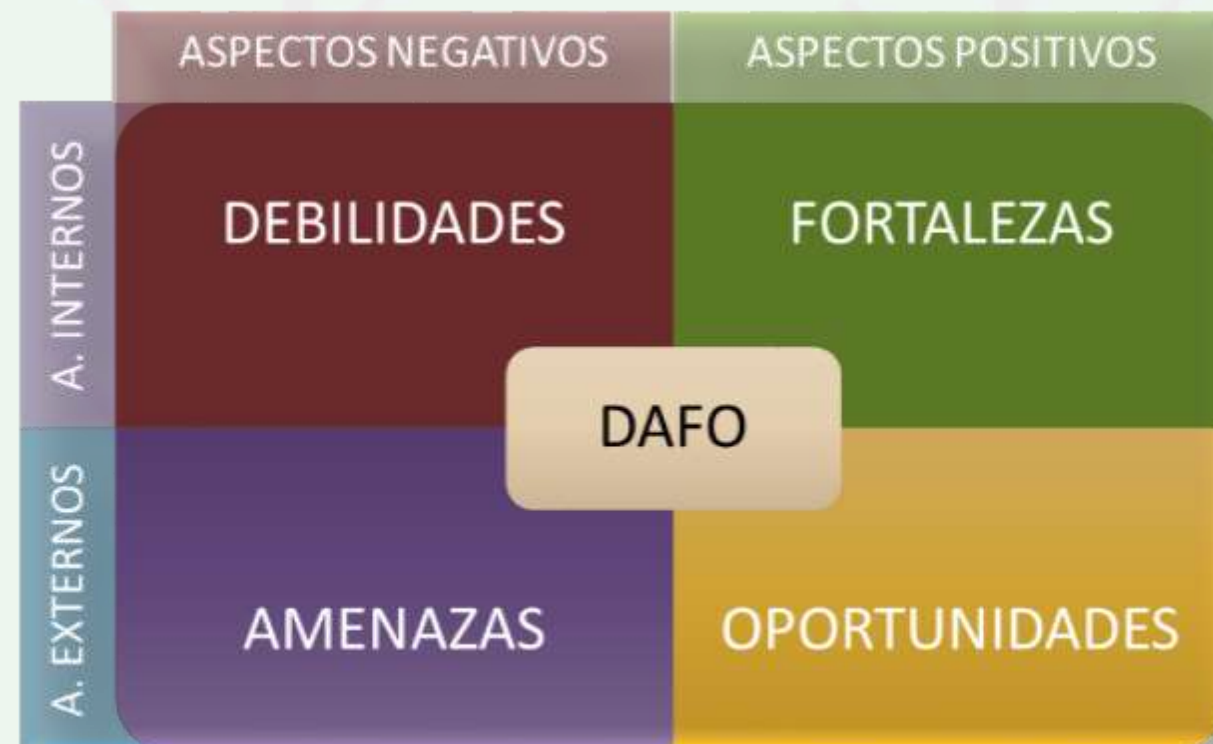 ASPECTOS NEGATIVOS
ASPECTOS POSITIVOS
A. INTERNOS
DEBILIDADES
FORTALEZAS
DAFO
A. EXTERNOS
AMENAZAS
OPORTUNIDADES